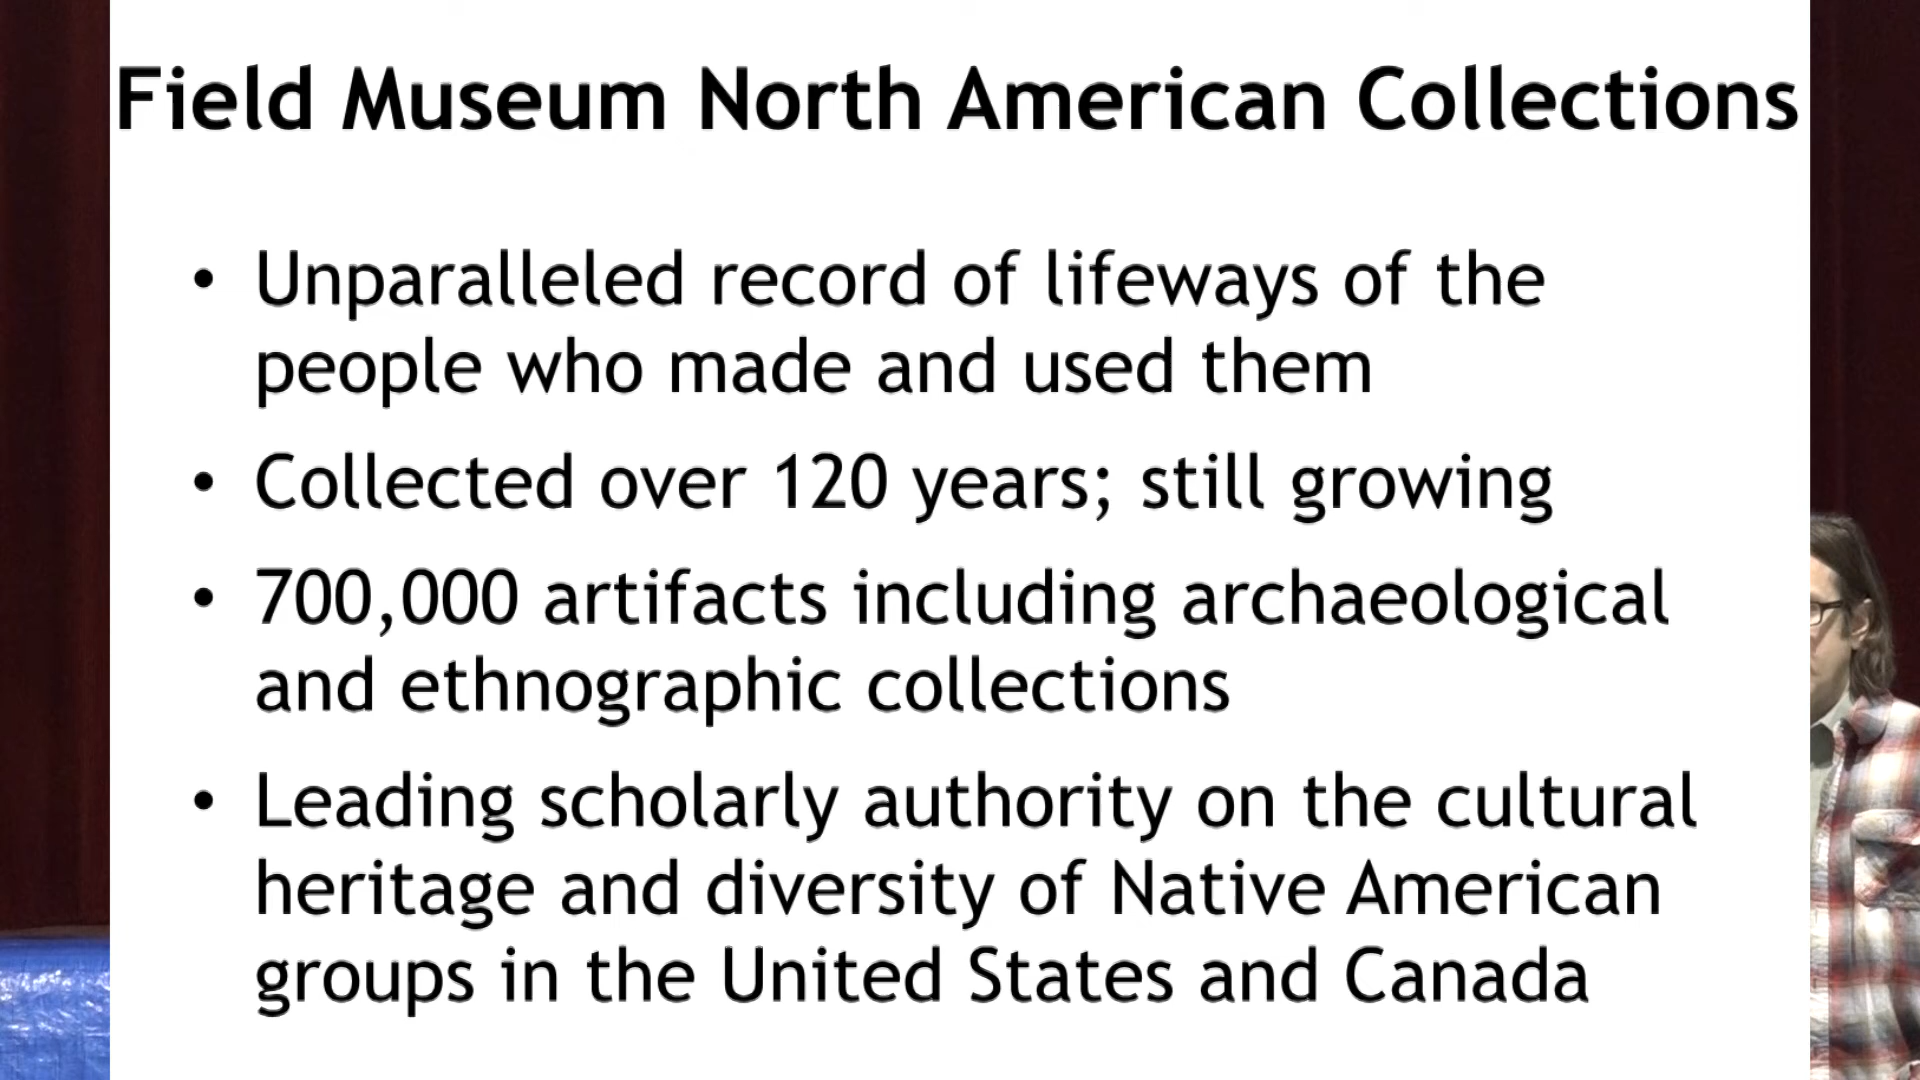 Field Museum North American Collections
• Unparalleled record of lifeways of the
people who made and used them
• Collected over 120 years; still growing
• 700,000 artifacts including archaeological
and ethnographic collections
• Leading scholarly authority on the cultural
heritage and diversity of Native American
groups in the United States and Canada